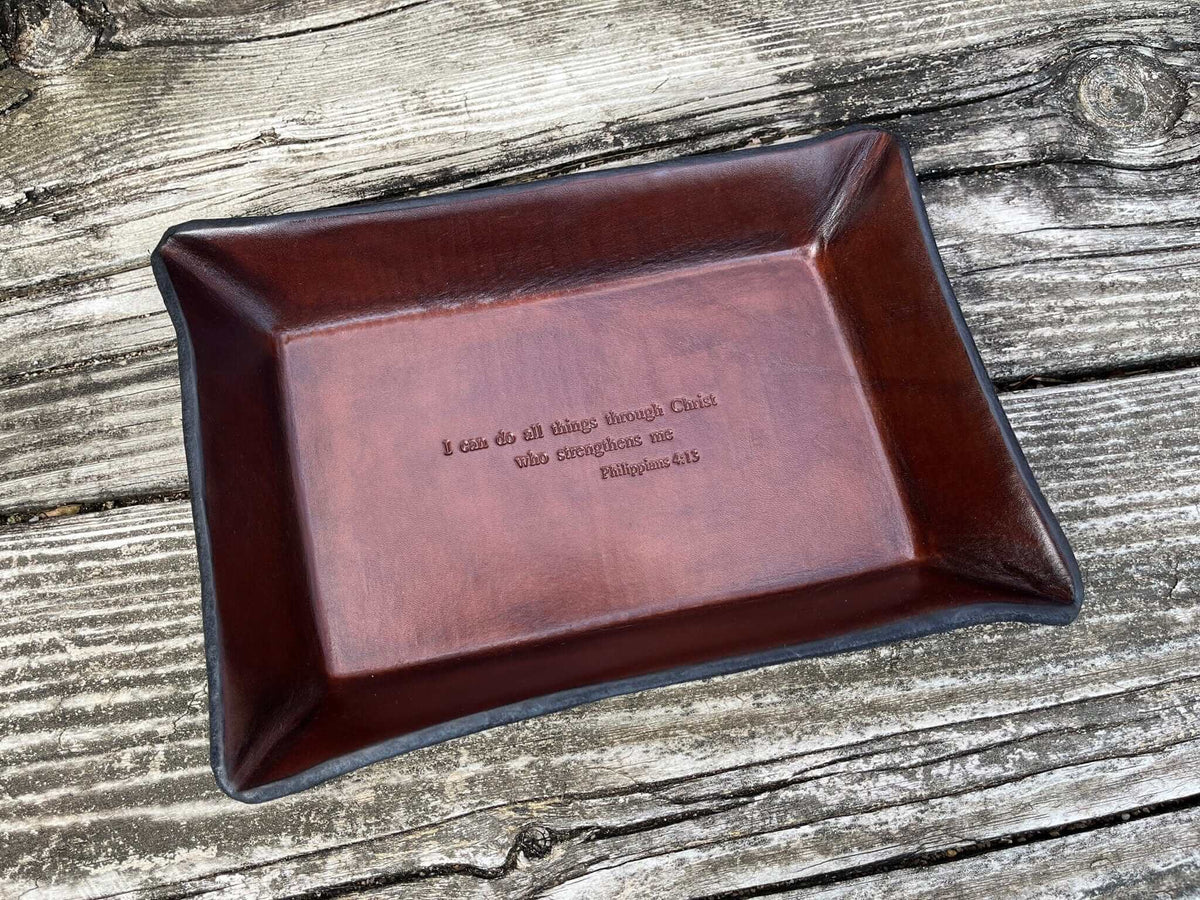 I can do all things through Christ
who strengthens me
Philippians 4:13